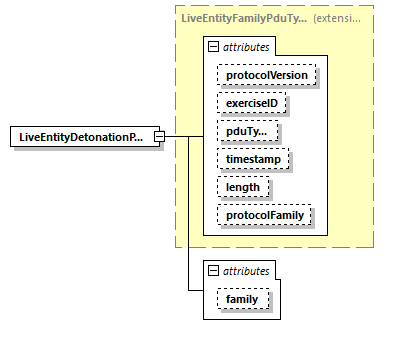 LiveEntityFamilyPduTy... (extensi...
attributes
protocolVersion
exerciseID
pduTy...
timestamp
length
protocolFamily
LiveEntityDetonationP...
attributes
family